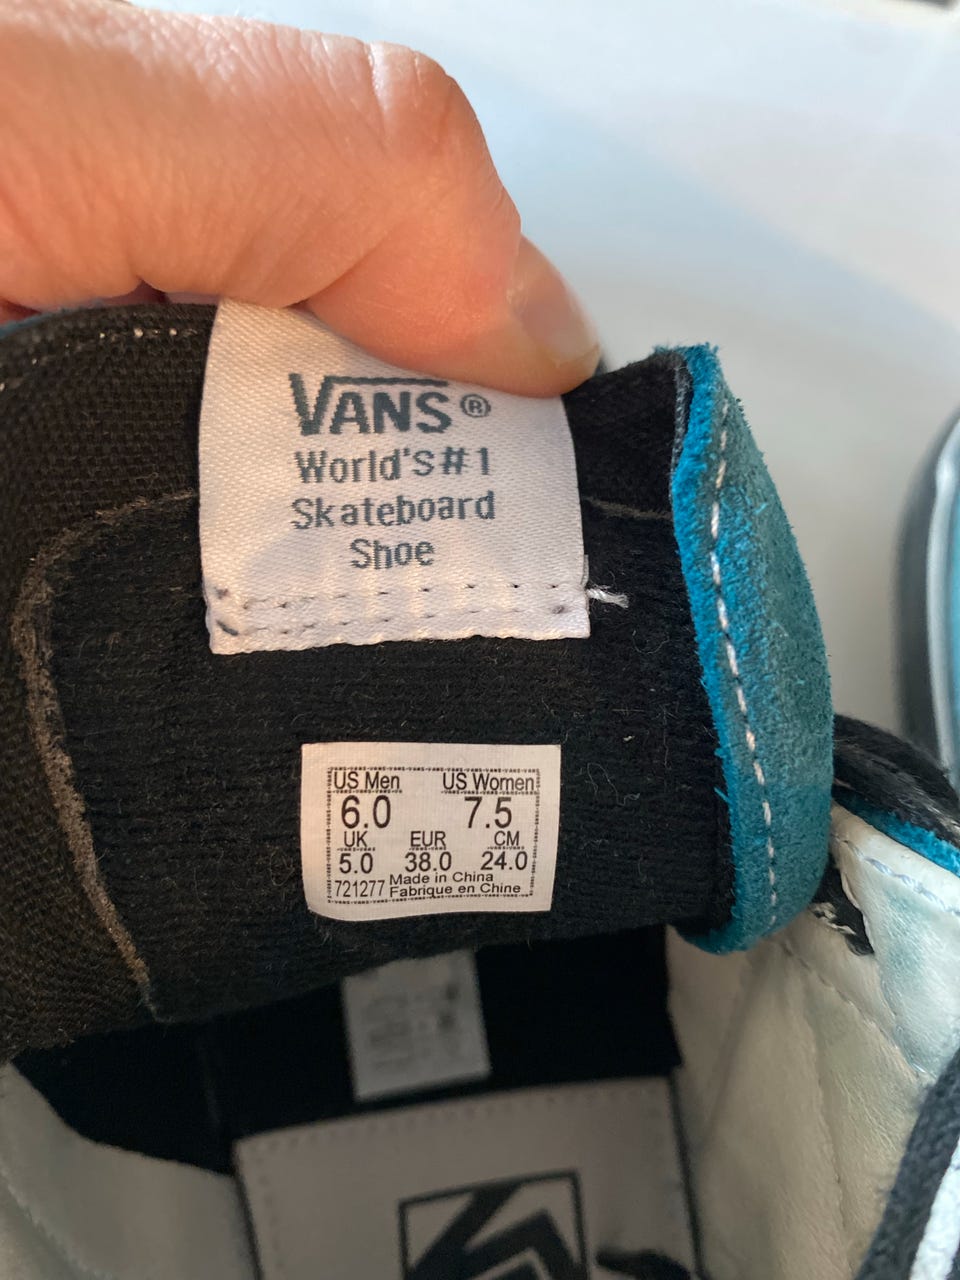 VANS®
World's #1
Skateboard
Shoe
US Men US Women
6.0 7.5
UK EUR CM
5.0 38.0 24.0
721277 Made in China
Fabrique en Chine